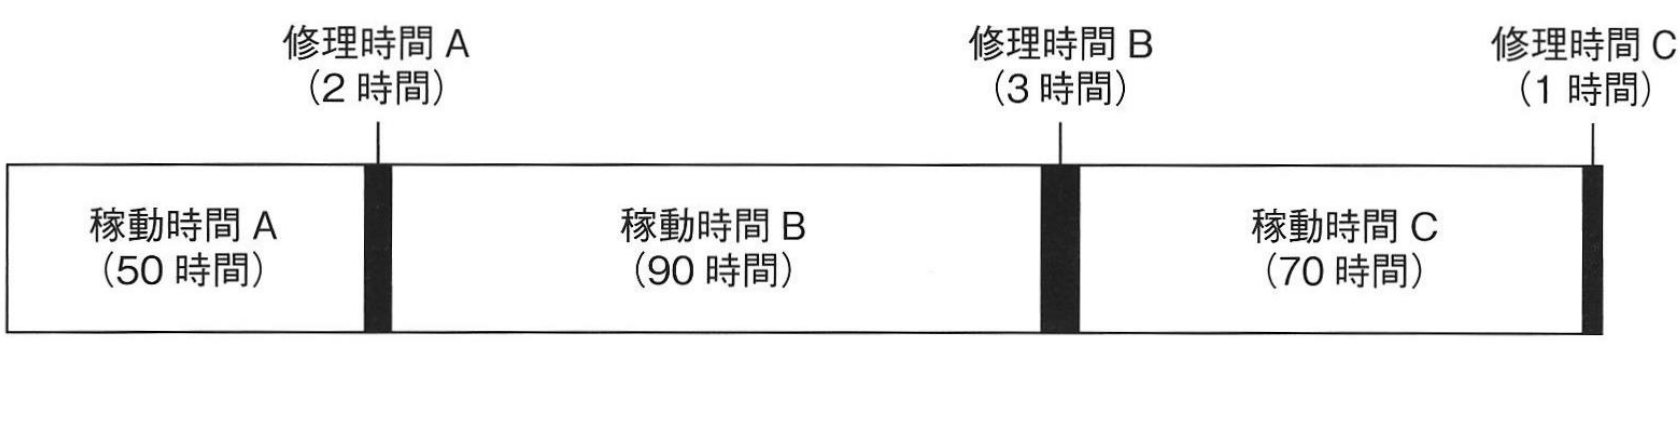 修理時間 A
（2 時間）
修理時間 B
（3 時間）
修理時間 C
（1 時間）
稼動時間 A
（50 時間）
稼動時間 B
（90 時間）
稼動時間 C
（70 時間）